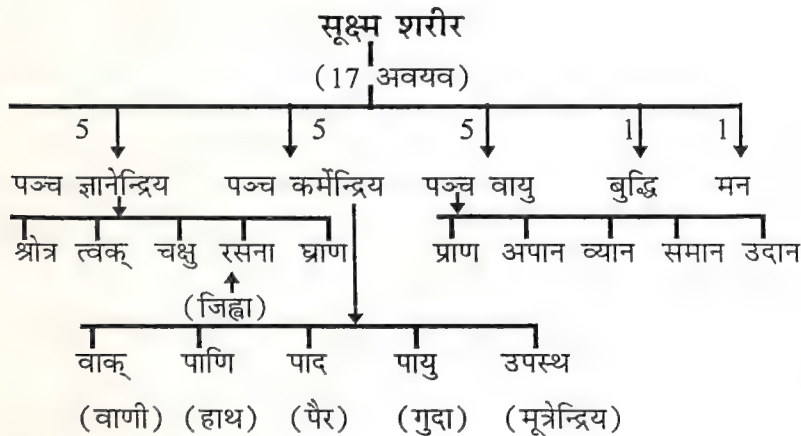 सूक्ष्म शरीर
(17 अवयव)
5 5 5 1 1
पञ्च ज्ञानेन्द्रिय पञ्च कर्मेन्द्रिय पञ्च वायु बुद्धि मन
श्रोत्र त्वक् चक्षु रसना घ्राण प्राण अपान व्यान समान उदान
(जिह्वा)
वाक् पाणि पाद पायु उपस्थ
(वाणी) (हाथ) (पैर) (गुदा) (मूत्रेन्द्रिय)